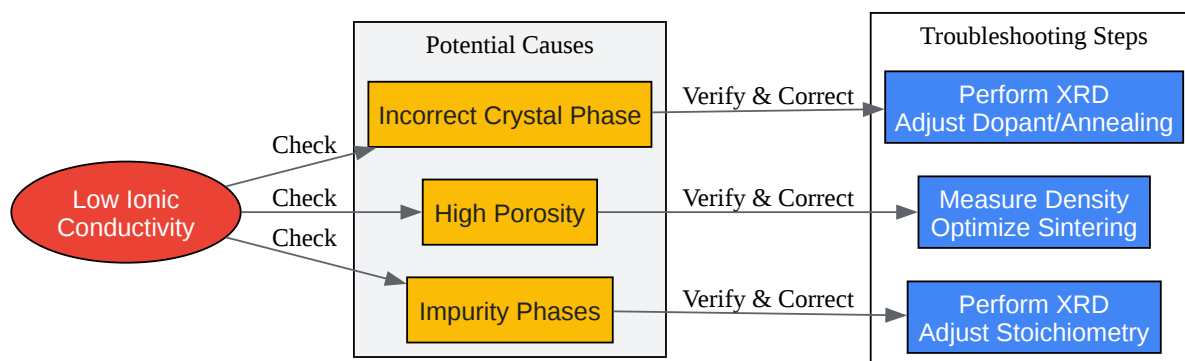 Potential Causes
Troubleshooting Steps
Incorrect Crystal Phase
Verify & Correct
Perform XRD
Adjust Dopant/Annealing
Check
Low Ionic
Conductivity
Check
High Porosity
Verify & Correct
Measure Density
Optimize Sintering
Check
Impurity Phases
Verify & Correct
Perform XRD
Adjust Stoichiometry